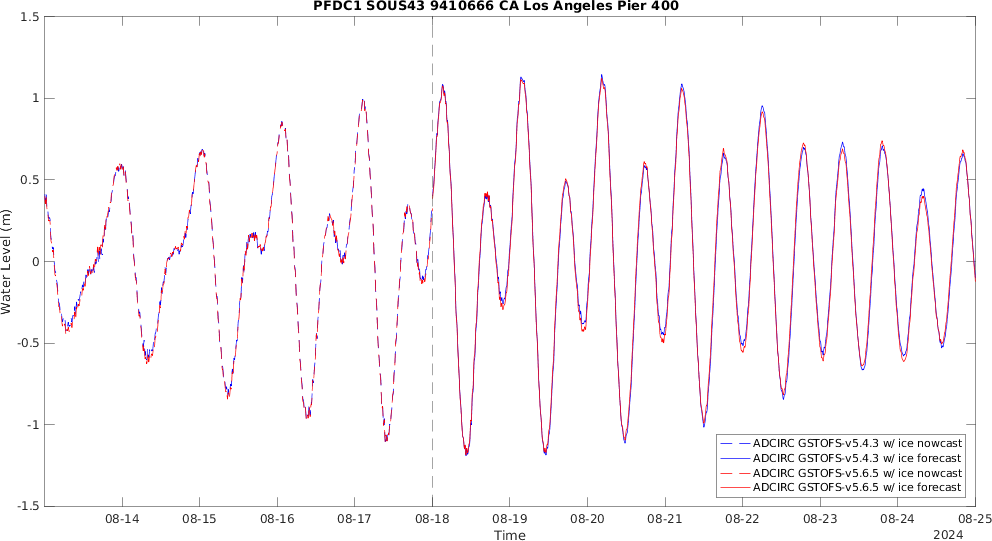 PFDC1 SOUS43 9410666 CA Los Angeles Pier 400
1.5
1
0.5
0
-0.5
-1
-1.5
Water Level (m)
08-14 08-15 08-16 08-17 08-18 08-19 08-20 08-21 08-22 08-23 08-24 08-25
Time
2024
ADCIRC GSTOFS-v5.4.3 w/ ice nowcast
ADCIRC GSTOFS-v5.4.3 w/ ice forecast
ADCIRC GSTOFS-v5.6.5 w/ ice nowcast
ADCIRC GSTOFS-v5.6.5 w/ ice forecast